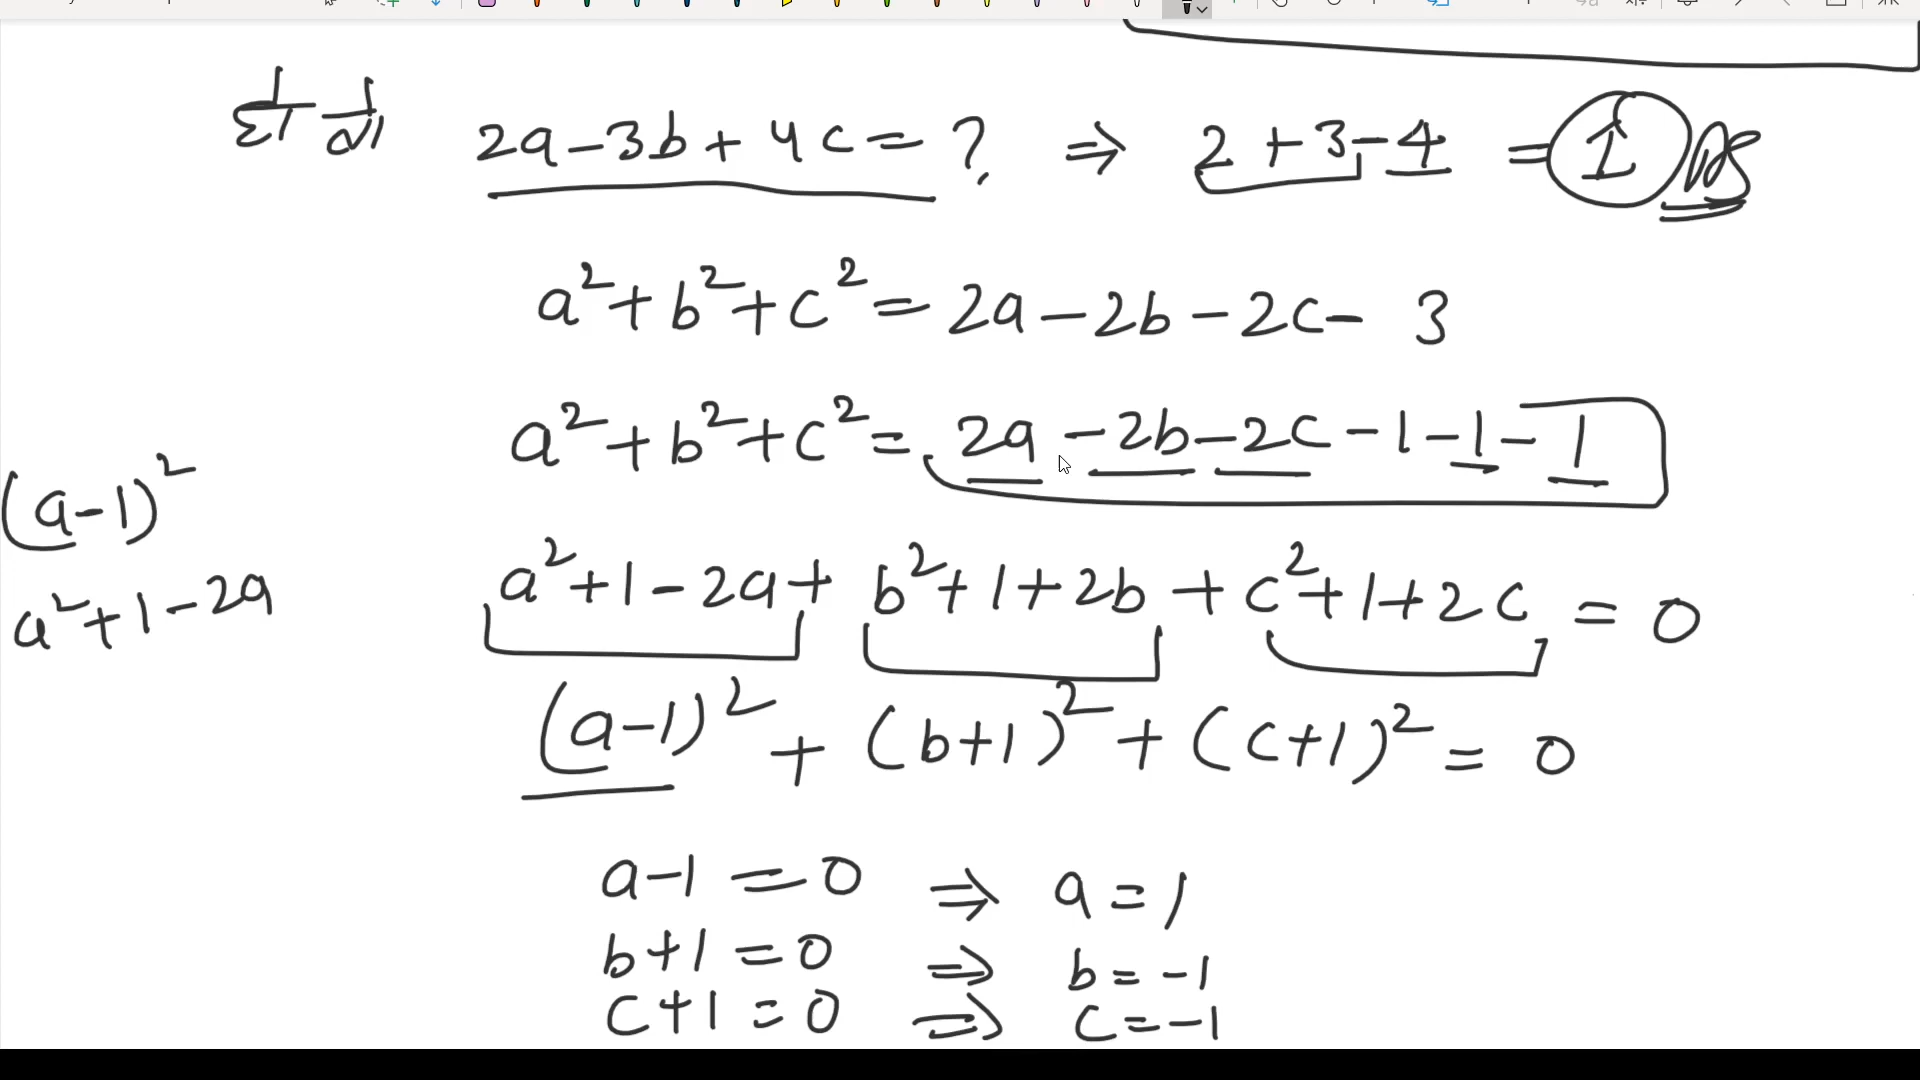 2a-3b+4c=? ⇒ 2+3-4 = 1
a²+b²+c²=2a-2b-2c-3
a²+b²+c²=2a-2b-2c-1-1-1
(a-1)²
a²+1-2a
a²+1-2a+b²+1+2b+c²+1+2c=0
(a-1)²+(b+1)²+(c+1)²=0
a-1=0 ⇒ a=1
b+1=0 ⇒ b=-1
c+1=0 ⇒ c=-1